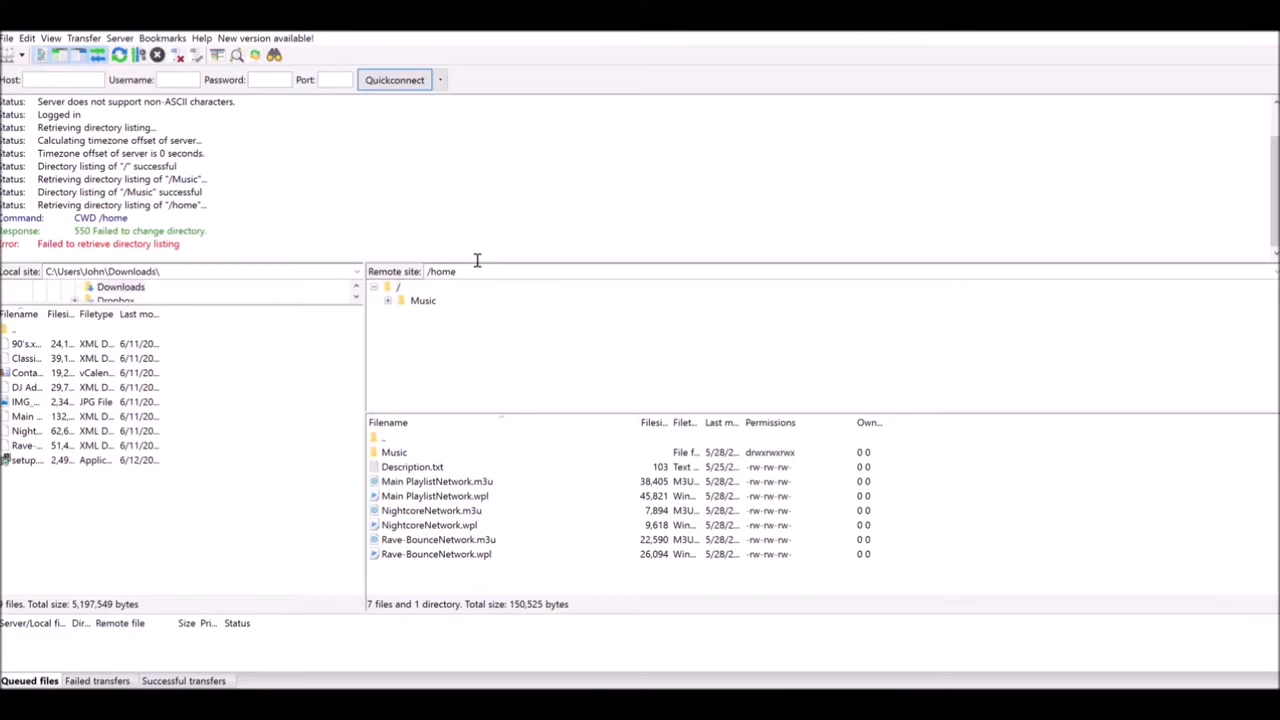 File Edit View Transfer Server Bookmarks Help New version available!
Host: Username: Password: Port: Quickconnect
Status: Server does not support non-ASCII characters.
Status: Logged in
Status: Retrieving directory listing...
Status: Calculating timezone offset of server...
Status: Timezone offset of server is 0 seconds.
Status: Directory listing of "/" successful
Status: Retrieving directory listing of "/Music"...
Status: Directory listing of "/Music" successful
Status: Retrieving directory listing of "/home"...
Command: CWD /home
Response: 550 Failed to change directory.
Error: Failed to retrieve directory listing
Local site: C:\Users\John\Downloads\
Downloads
Dropbox
Filename Filesi... Filetype Last mo...
..
90's.x... 24,1... XML D... 6/11/20...
Classi... 39,1... XML D... 6/11/20...
Conta... 19,2... vCalen... 6/11/20...
DJ Ad... 29,7... XML D... 6/11/20...
IMG_... 2,34... JPG File 6/11/20...
Main ... 132,... XML D... 6/11/20...
Night... 62,6... XML D... 6/11/20...
Rave-... 51,4... XML D... 6/11/20...
setup.... 2,49... Applic... 6/12/20...
files. Total size: 5,197,549 bytes
Remote site: /home
/
Music
Filename Filesi... Filet... Last m... Permissions Own...
..
Music File f... 5/28/2... drwxrwxrwx 0 0
Description.txt 103 Text ... 5/25/2... -rw-rw-rw- 0 0
Main PlaylistNetwork.m3u 38,405 M3U... 5/28/2... -rw-rw-rw- 0 0
Main PlaylistNetwork.wpl 45,821 Win... 5/28/2... -rw-rw-rw- 0 0
NightcoreNetwork.m3u 7,894 M3U... 5/28/2... -rw-rw-rw- 0 0
NightcoreNetwork.wpl 9,618 Win... 5/28/2... -rw-rw-rw- 0 0
Rave-BounceNetwork.m3u 22,590 M3U... 5/28/2... -rw-rw-rw- 0 0
Rave-BounceNetwork.wpl 26,094 Win... 5/28/2... -rw-rw-rw- 0 0
7 files and 1 directory. Total size: 150,525 bytes
Server/Local fi... Dir... Remote file Size Pri... Status
Queued files Failed transfers Successful transfers